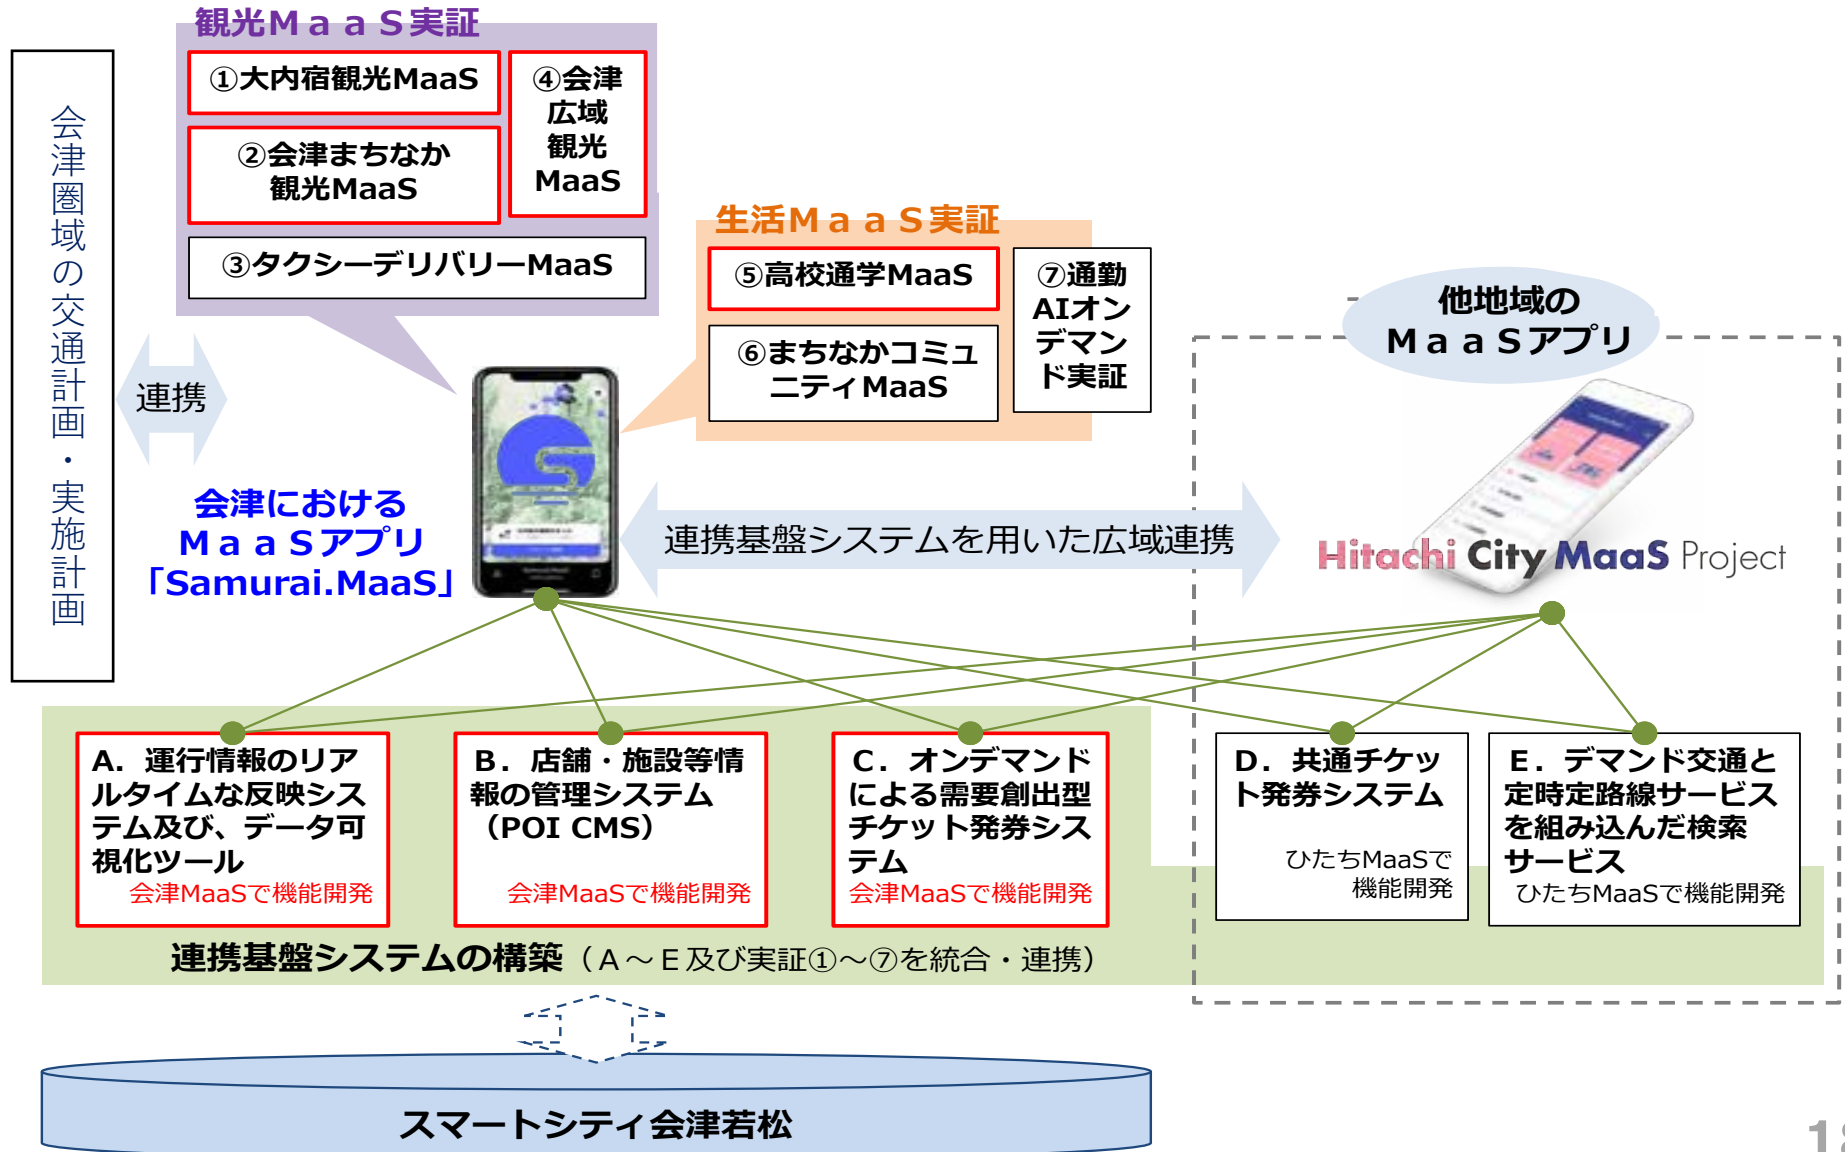 観光ＭａａＳ実証
①大内宿観光MaaS
②会津まちなか
観光MaaS
④会津
広域
観光
MaaS
③タクシーデリバリーMaaS
会津圏域の交通計画・実施計画
連携
生活ＭａａＳ実証
⑤高校通学MaaS
⑥まちなかコミュ
ニティMaaS
⑦通勤
AIオン
デマン
ド実証
他地域の
ＭａａＳアプリ
会津における
ＭａａＳアプリ
「Samurai.MaaS」
連携基盤システムを用いた広域連携
Hitachi City MaaS Project
A．運行情報のリア
ルタイムな反映シス
テム及び、データ可
視化ツール
会津MaaSで機能開発
B．店舗・施設等情
報の管理システム
（POI CMS）
会津MaaSで機能開発
C．オンデマンド
による需要創出型
チケット発券シス
テム
会津MaaSで機能開発
D．共通チケッ
ト発券システム
ひたちMaaSで
機能開発
E．デマンド交通と
定時定路線サービス
を組み込んだ検索
サービス
ひたちMaaSで機能開発
連携基盤システムの構築（Ａ～Ｅ及び実証①～⑦を統合・連携）
スマートシティ会津若松